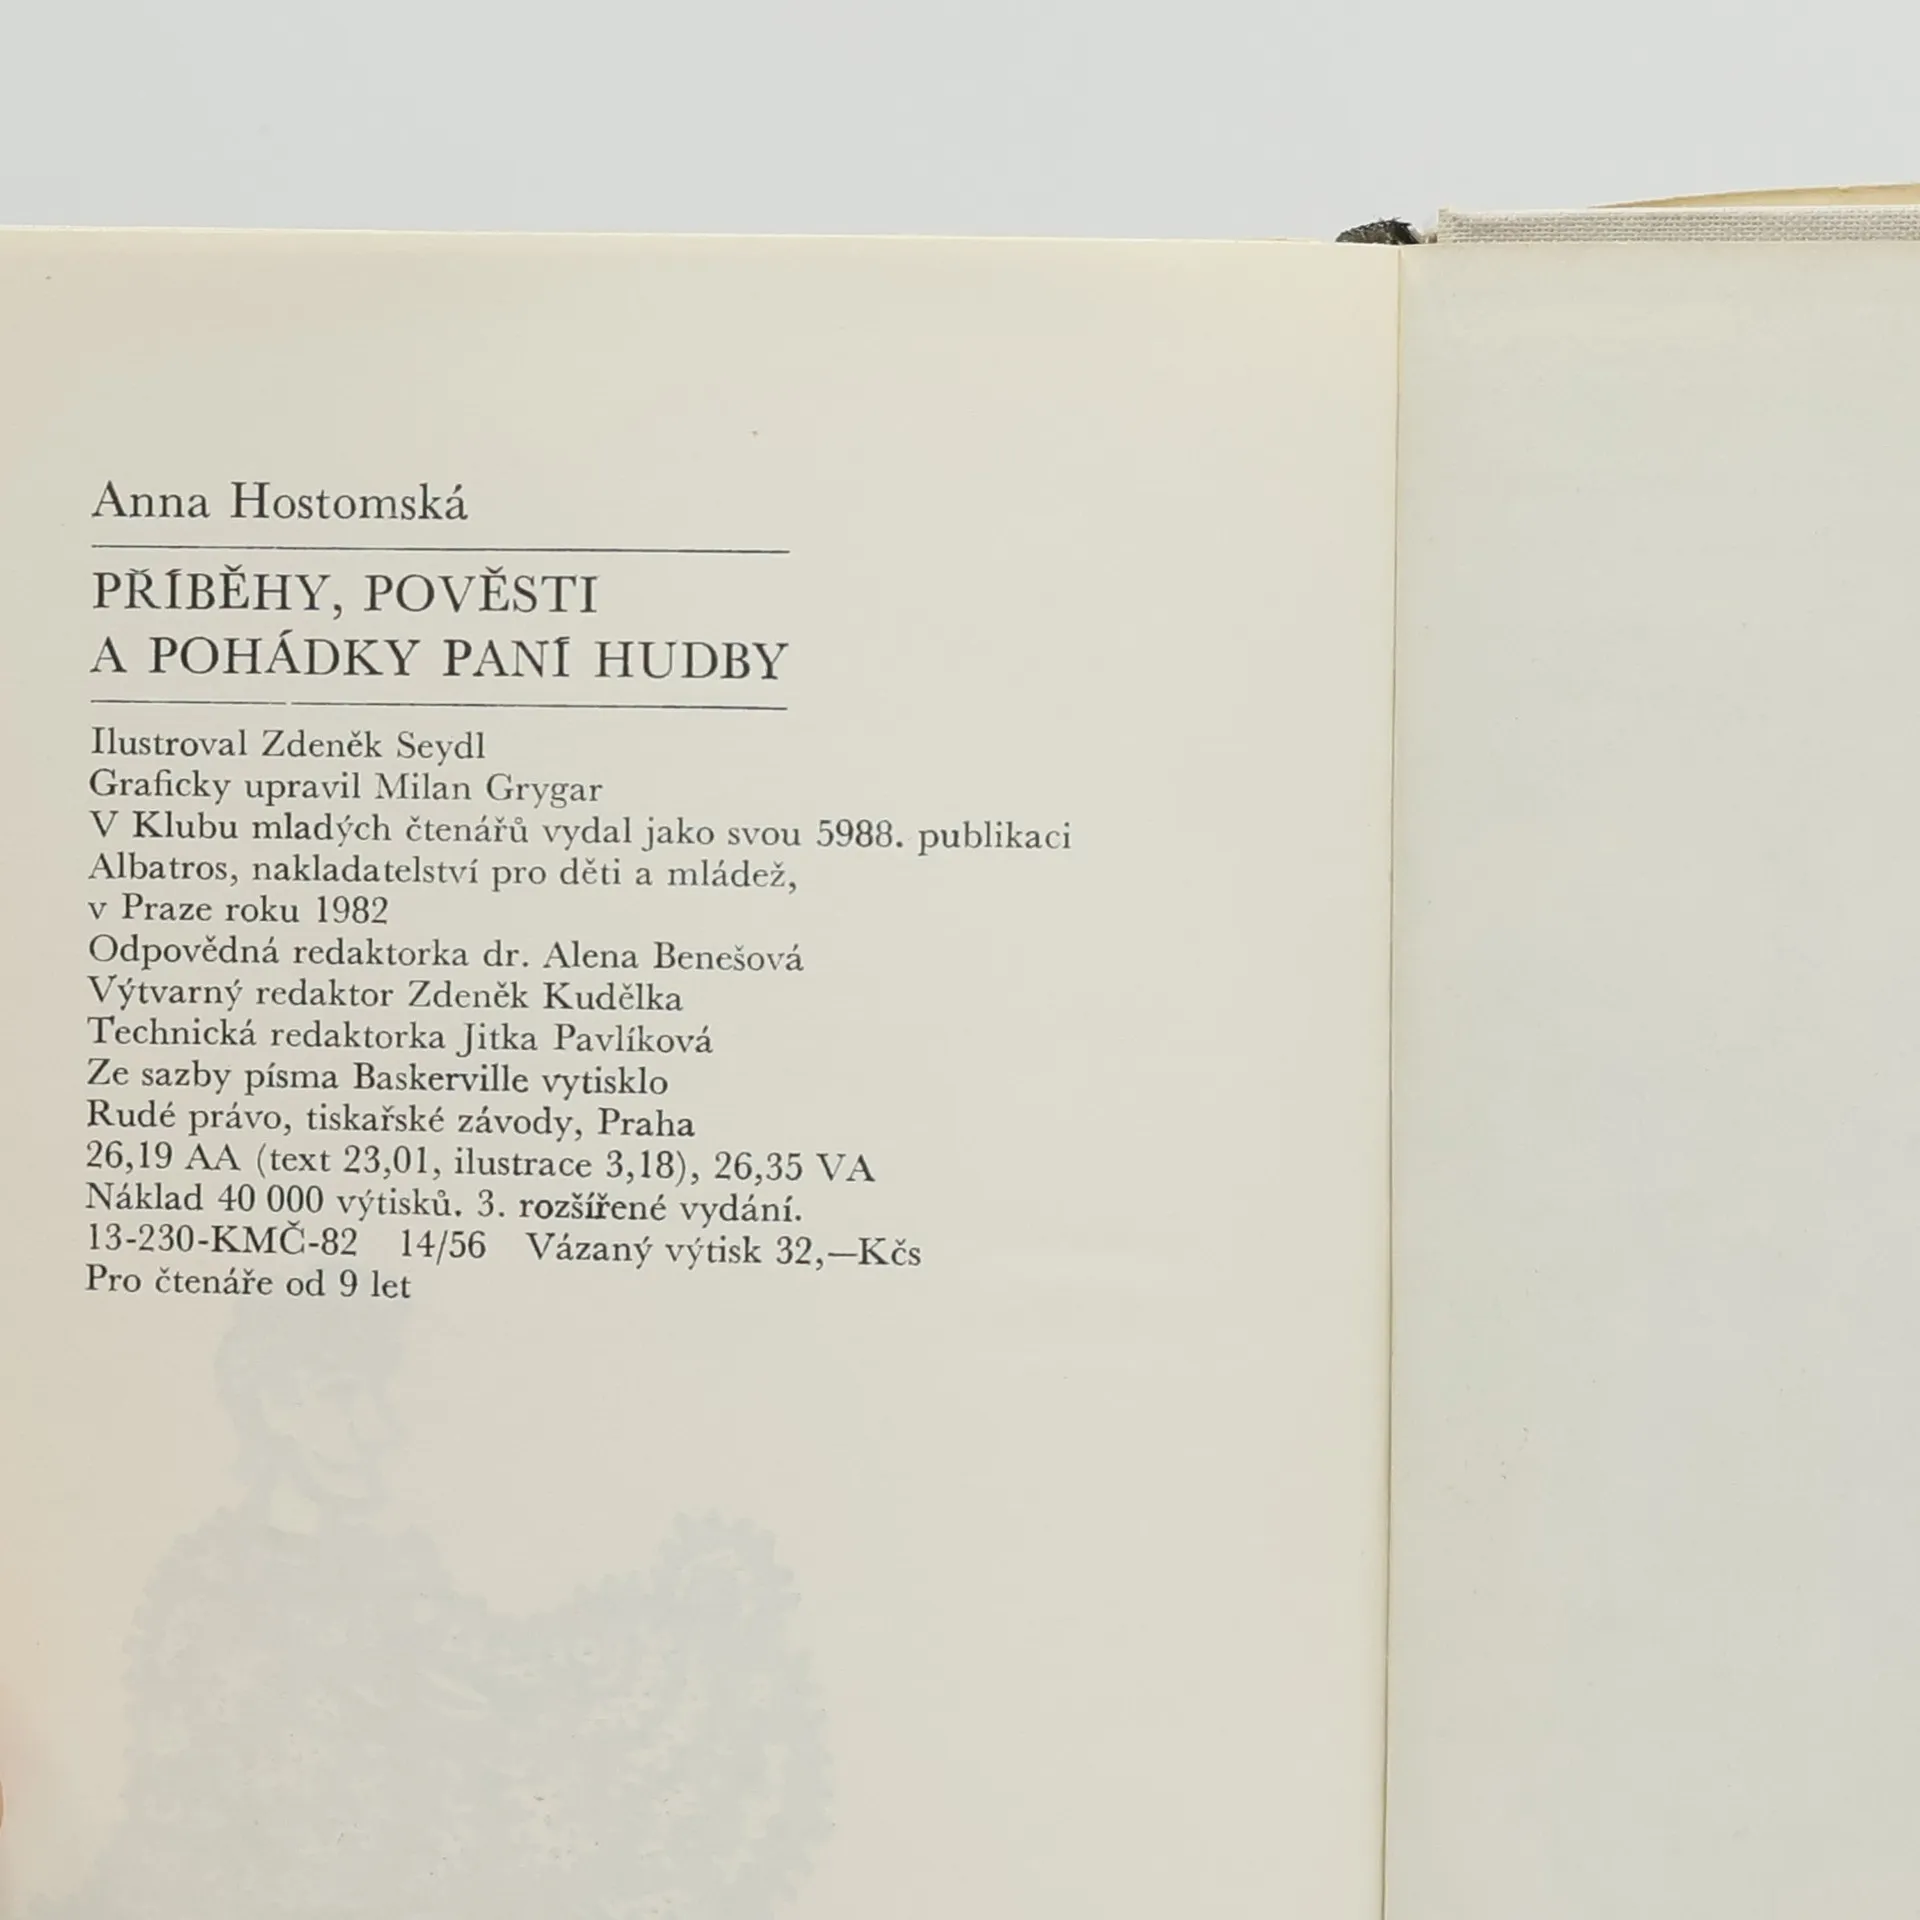 Anna Hostomská
PŘÍBĚHY, POVĚSTI
A POHÁDKY PANÍ HUDBY
Ilustroval Zdeněk Seydl
Graficky upravil Milan Grygar
V Klubu mladých čtenářů vydal jako svou 5988. publikaci
Albatros, nakladatelství pro děti a mládež,
v Praze roku 1982
Odpovědná redaktorka dr. Alena Benešová
Výtvarný redaktor Zdeněk Kudělka
Technická redaktorka Jitka Pavlíková
Ze sazby písma Baskerville vytisklo
Rudé právo, tiskařské závody, Praha
26,19 AA (text 23,01, ilustrace 3,18), 26,35 VA
Náklad 40 000 výtisků. 3. rozšířené vydání.
13-230-KMČ-82 14/56 Vázaný výtisk 32,—Kčs
Pro čtenáře od 9 let